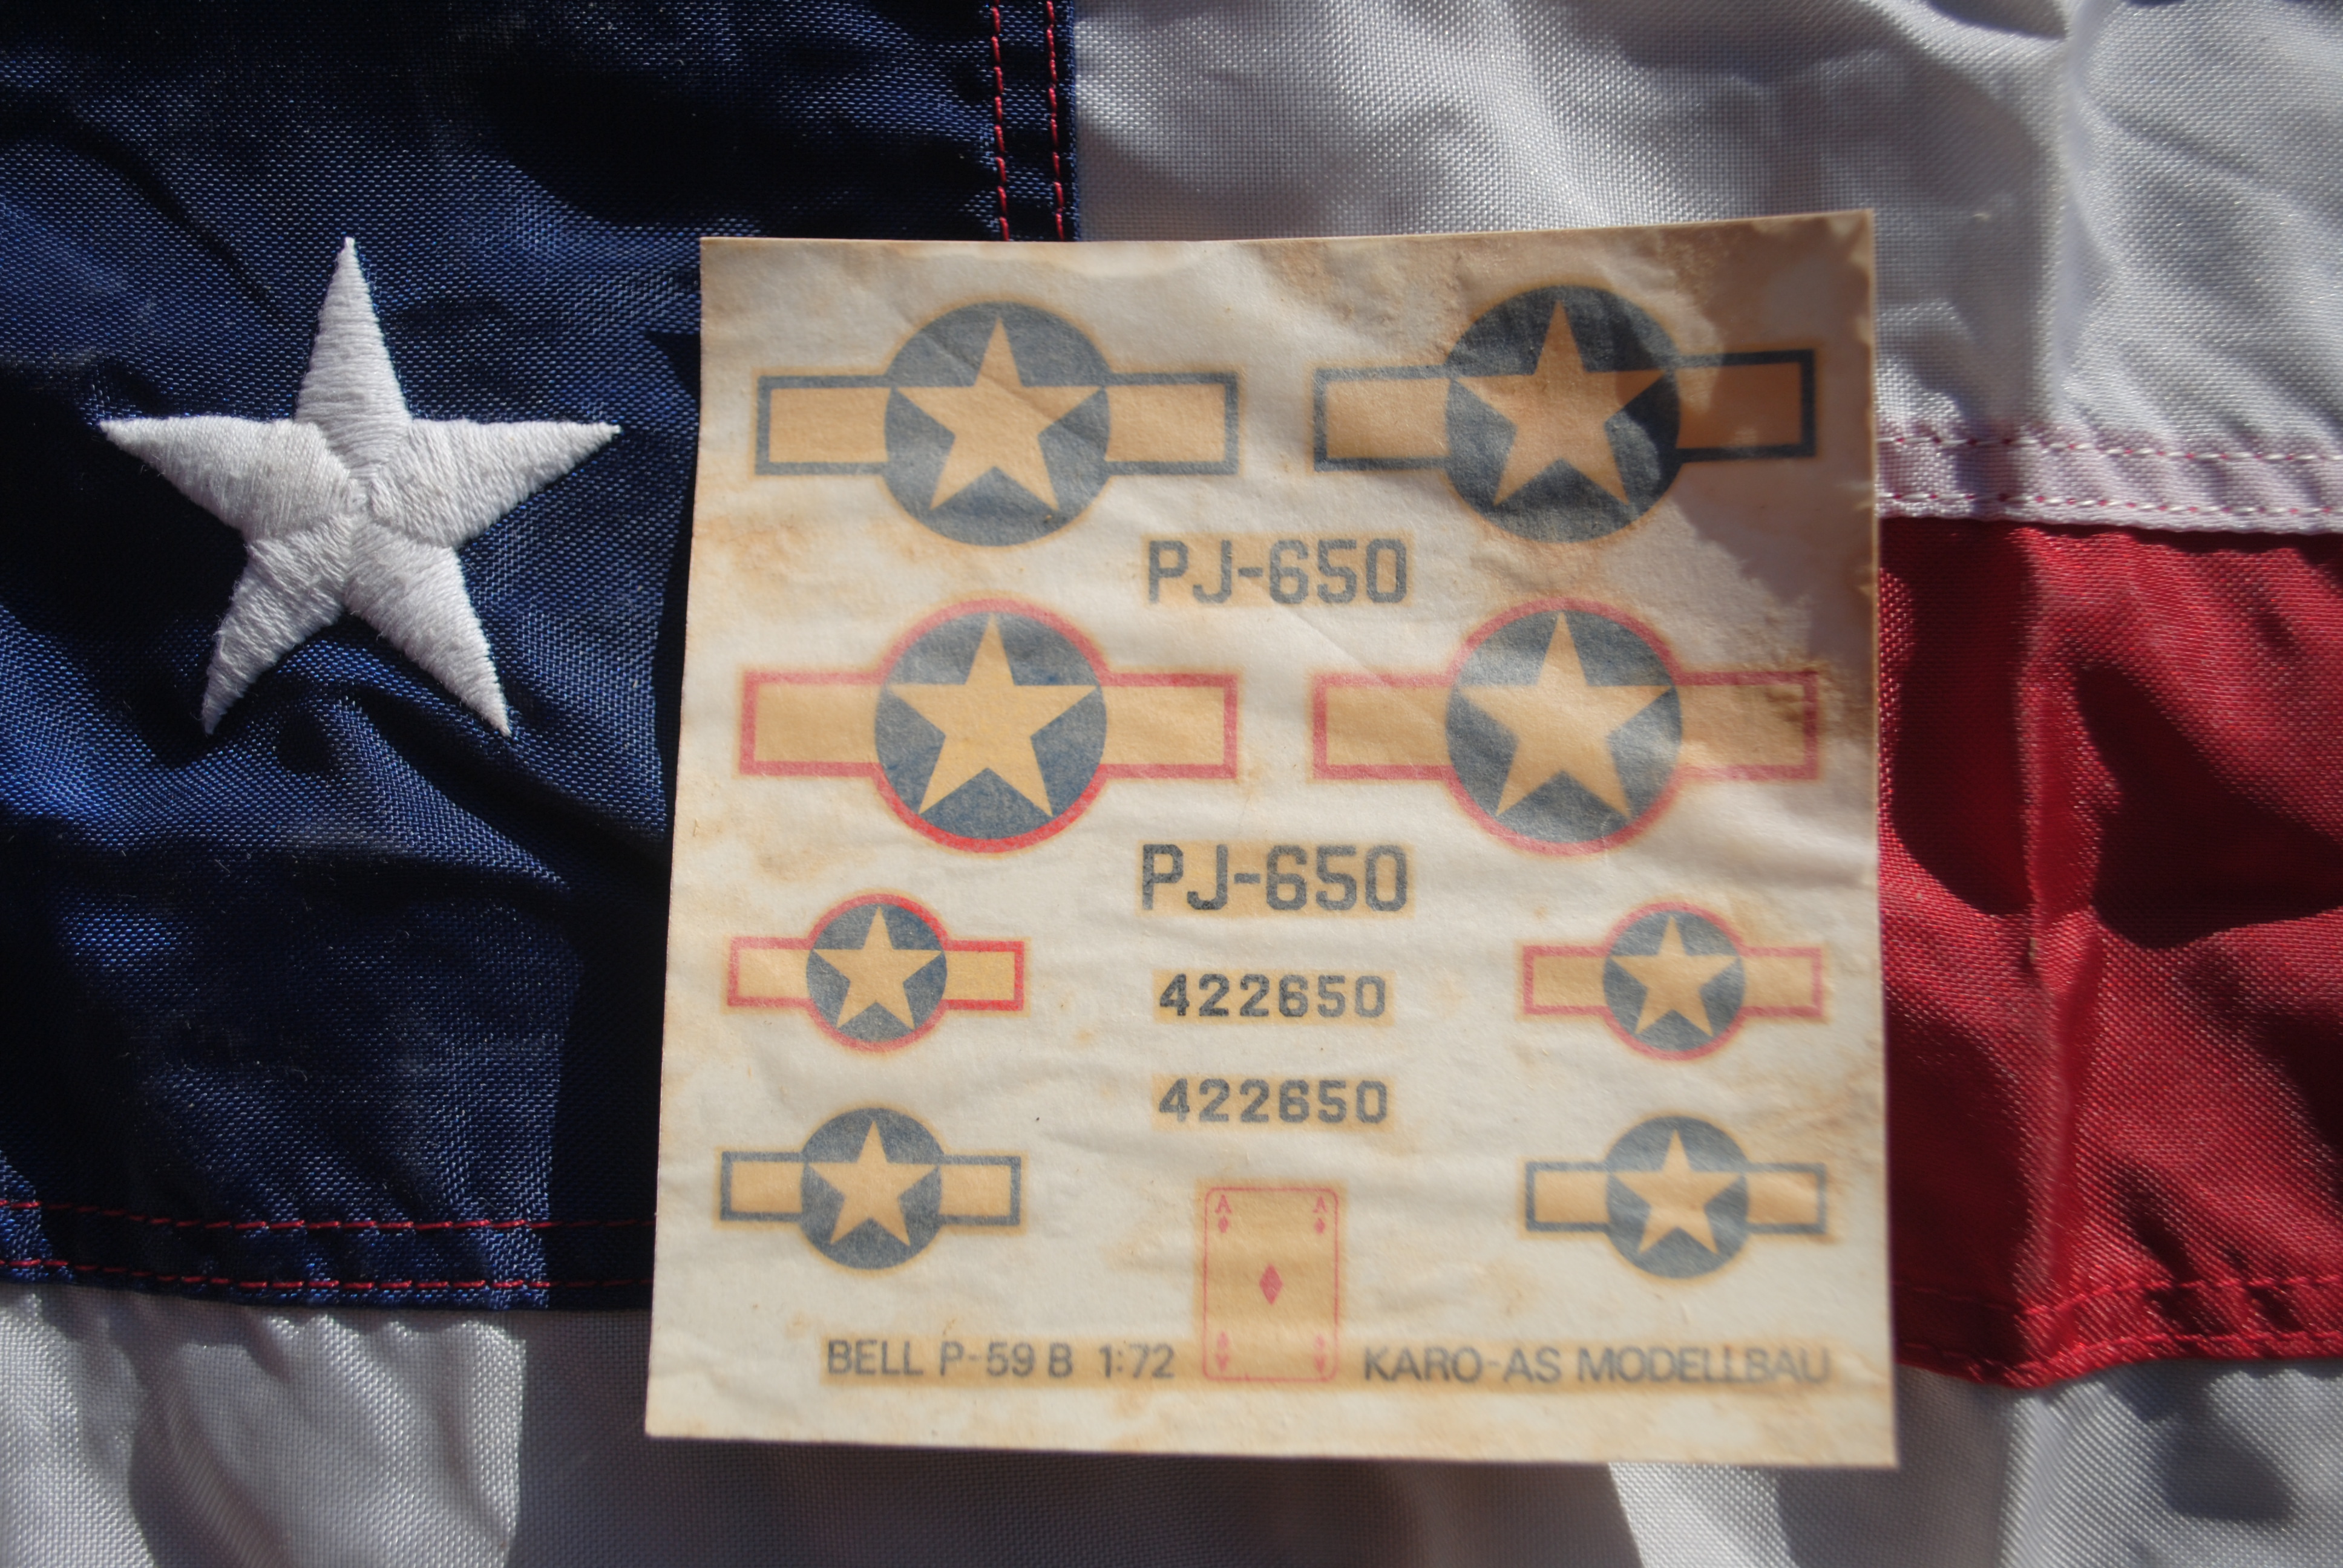 PJ-650
PJ-650
422650
422650
A A
A A
BELL P-59 B 1:72
KARO-AS MODELLBAU